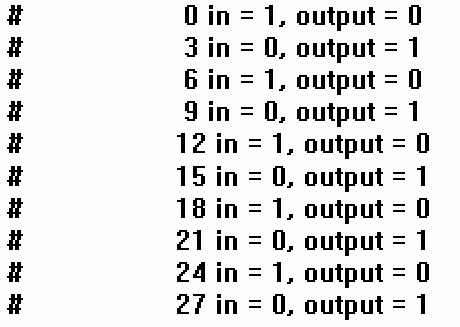 # 0 in = 1, output = 0
# 3 in = 0, output = 1
# 6 in = 1, output = 0
# 9 in = 0, output = 1
# 12 in = 1, output = 0
# 15 in = 0, output = 1
# 18 in = 1, output = 0
# 21 in = 0, output = 1
# 24 in = 1, output = 0
# 27 in = 0, output = 1